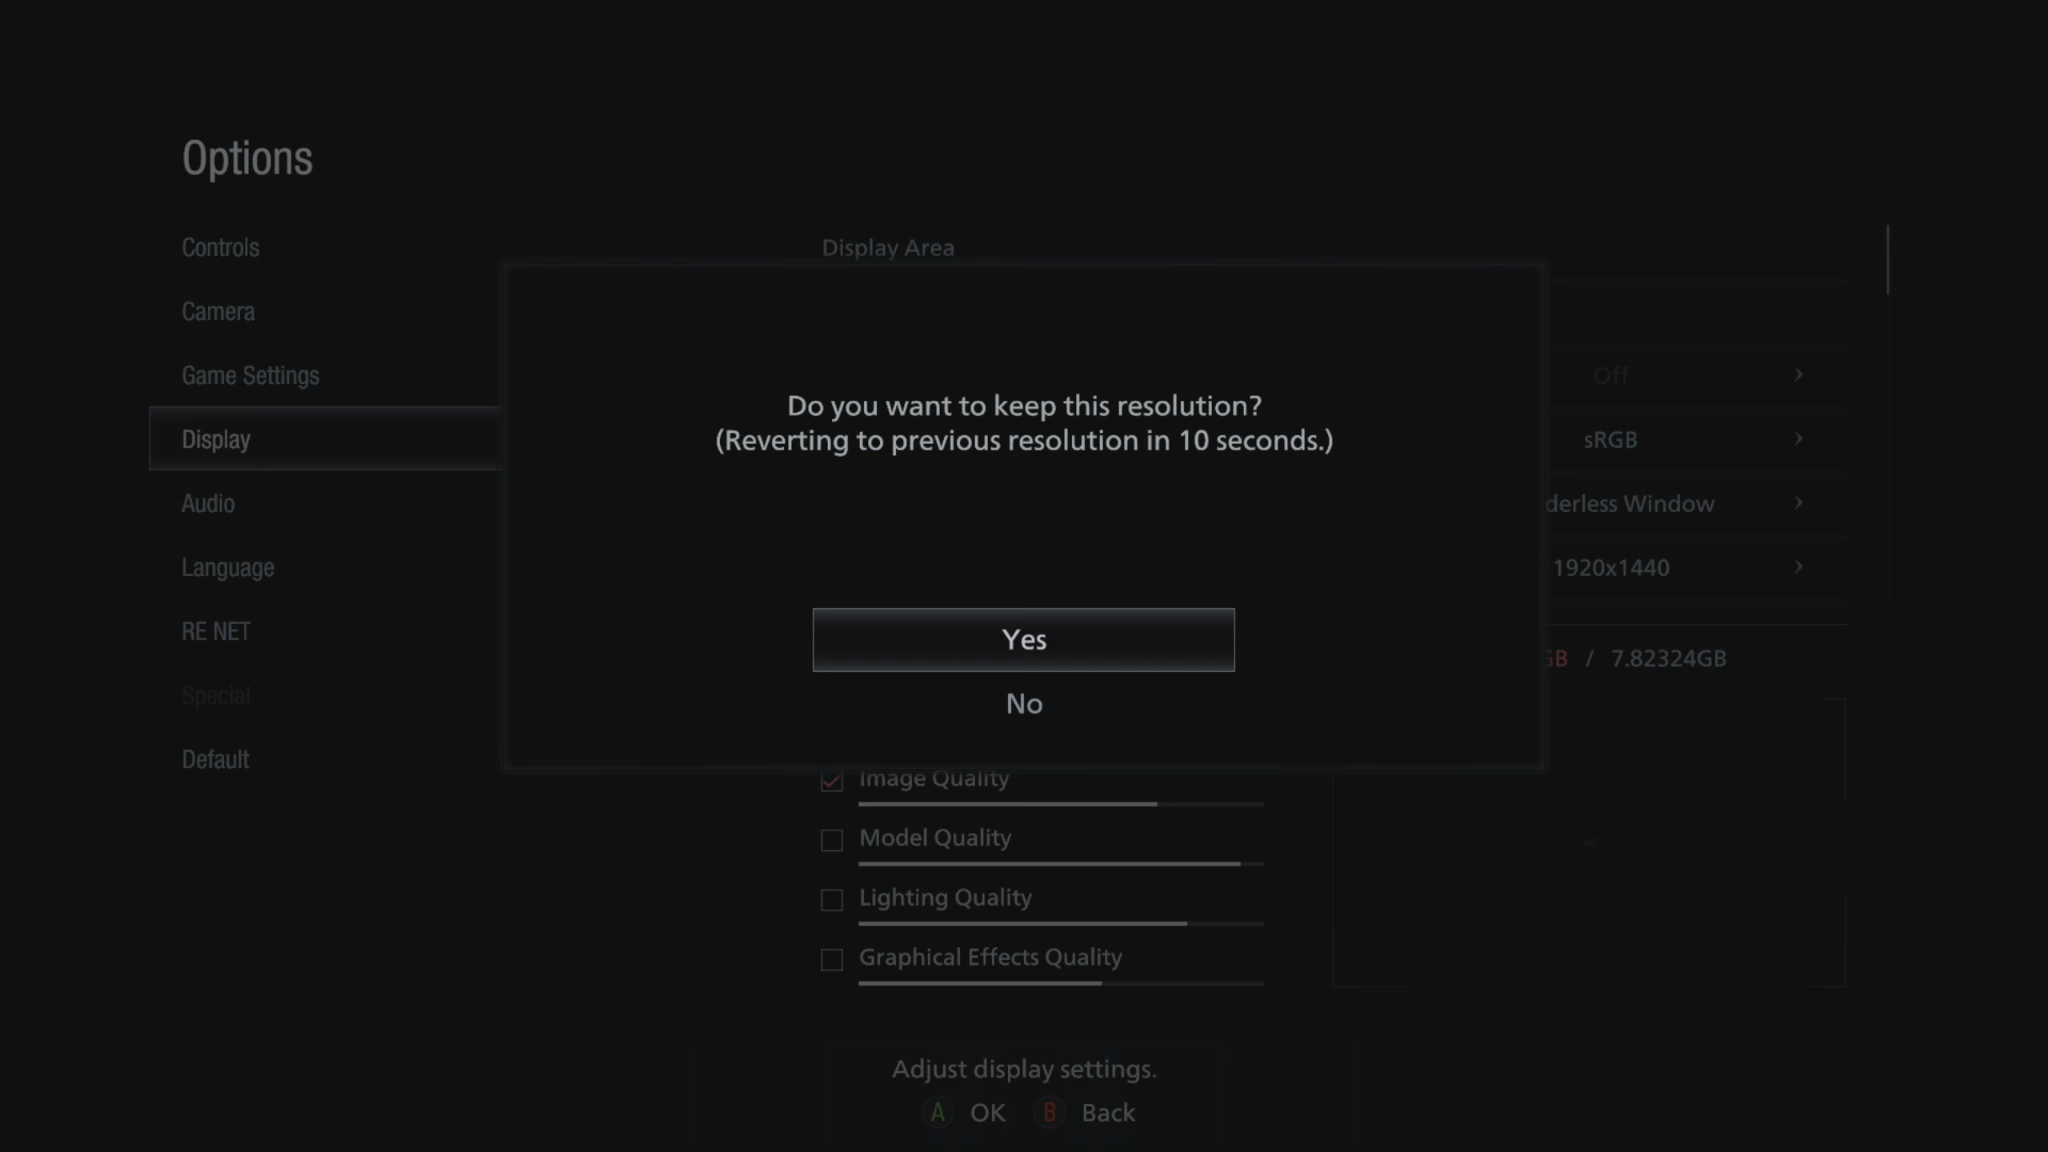 Options
Controls
Camera
Game Settings
Display
Audio
Language
RE NET
Special
Default
Display Area
Off
sRGB
derless Window
1920x1440
GB / 7.82324GB
Do you want to keep this resolution?
(Reverting to previous resolution in 10 seconds.)
Yes
No
Image Quality
Model Quality
Lighting Quality
Graphical Effects Quality
Adjust display settings.
A OK B Back